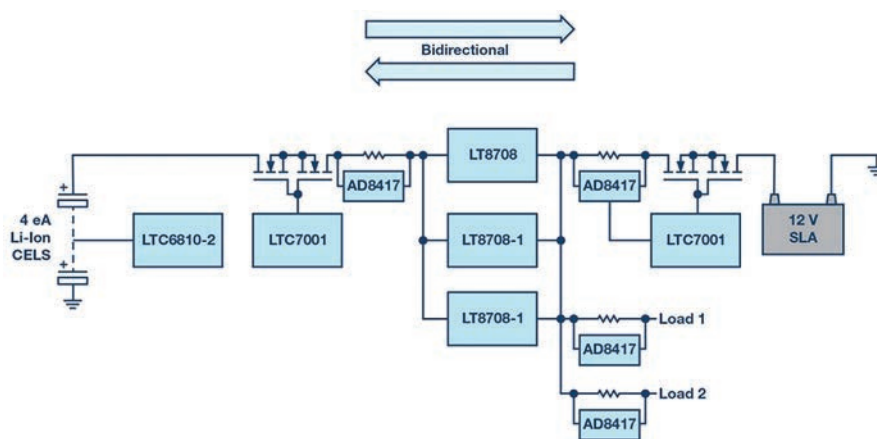 Bidirectional
LT8708
AD8417
AD8417
4 eA
Li-Ion
CELS
LTC6810-2
LTC7001
LT8708-1
LTC7001
12 V
SLA
LT8708-1
Load 1
AD8417
Load 2
AD8417